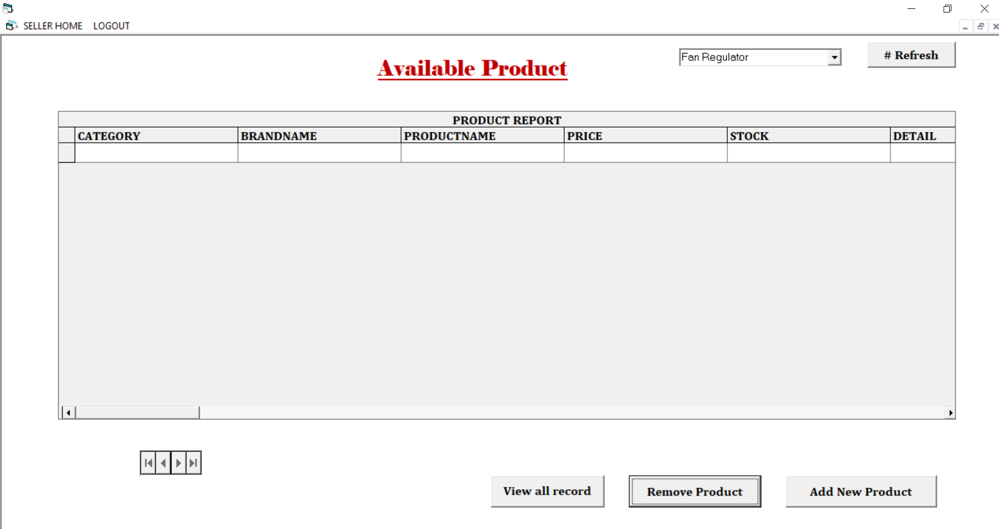 SELLER HOME LOGOUT
Fan Regulator
# Refresh
Available Product
PRODUCT REPORT
CATEGORY BRANDNAME PRODUCTNAME PRICE STOCK DETAIL
View all record Remove Product Add New Product